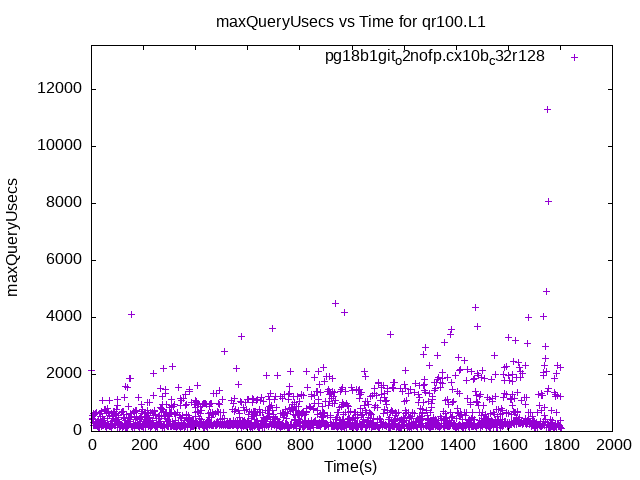 maxQueryUsecs vs Time for qr100.L1
pg18b1git_o2nofp.cx10b_c32r128
12000
10000
8000
6000
4000
2000
0
maxQueryUsecs
0 200 400 600 800 1000 1200 1400 1600 1800 2000
Time(s)